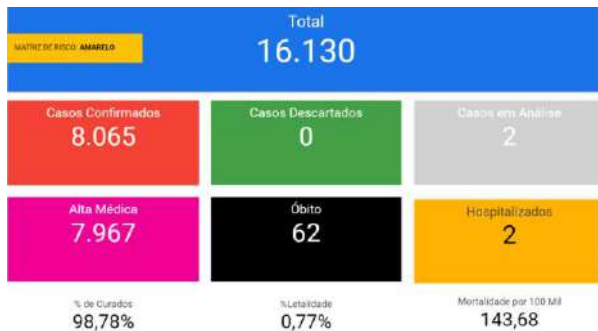 Total
MATRIZ DE RISCO: AMARELO
16.130
Casos Confirmados
8.065
Casos Descartados
0
Casos em Análise
2
Alta Médica
7.967
Óbito
62
Hospitalizados
2
% de Curados
98,78%
%Letalidade
0,77%
Mortalidade por 100 Mil
143,68